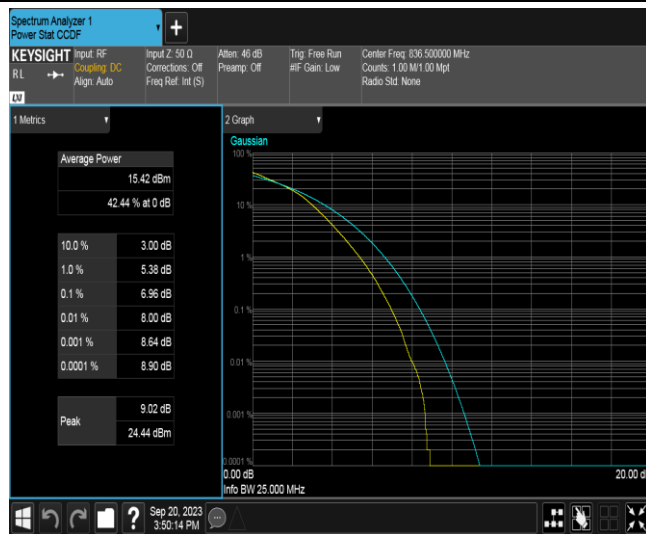 Spectrum Analyzer 1
Power Stat CCDF
KEYSIGHT
RL
LXI
Input: RF
Coupling: DC
Align: Auto
Input Z: 50 Ω
Corrections: Off
Freq Ref: Int (S)
Atten: 46 dB
Preamp: Off
Trig: Free Run
#IF Gain: Low
Center Freq: 836.500000 MHz
Counts: 1.00 M/1.00 Mpt
Radio Std: None
1 Metrics
Average Power
15.42 dBm
42.44 % at 0 dB
10.0 % 3.00 dB
1.0 % 5.38 dB
0.1 % 6.96 dB
0.01 % 8.00 dB
0.001 % 8.64 dB
0.0001 % 8.90 dB
Peak
9.02 dB
24.44 dBm
2 Graph
Gaussian
100 %
10 %
1 %
0.1 %
0.01 %
0.001 %
0.0001 %
0.00 dB 20.00 d
Info BW 25.000 MHz
?
Sep 20, 2023
3:50:14 PM